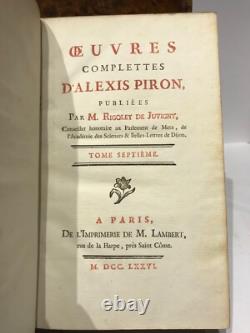 ŒUVRES
COMPLETTES
D'ALEXIS PIRON,
PUBLIÉES
PAR M. RIGOLEY DE JUVIGNY,
Conseiller honoraire au Parlement de Metz, de
l'Académie des Sciences & Belles-Lettres de Dijon.
TOME SEPTIÈME.
A PARIS,
DE L'IMPRIMERIE DE M. LAMBERT,
rue de la Harpe, près Saint Côme.
M. DCC. LXXVI.